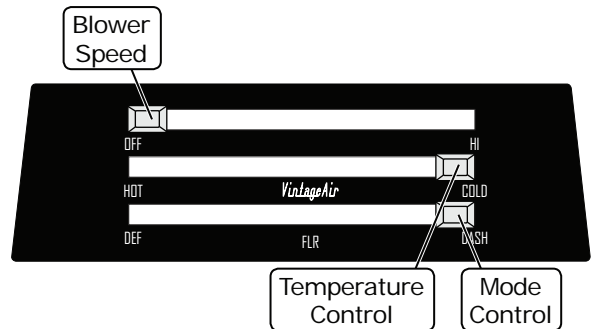 Blower
Speed
OFF HI
HOT VintageAir COLD
DEF FLR DASH
Temperature
Control
Mode
Control